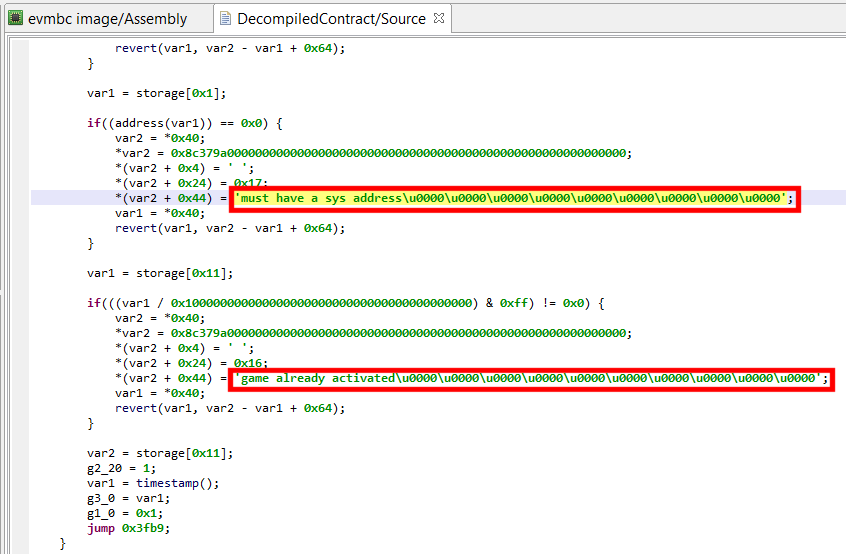 evmbc image/Assembly
DecompiledContract/Source
revert(var1, var2 - var1 + 0x64);
}
var1 = storage[0x1];
if((address(var1)) == 0x0) {
var2 = *0x40;
*var2 = 0x8c379a000000000000000000000000000000000000000000000000000000000;
*(var2 + 0x4) = ' ';
*(var2 + 0x24) = 0x17;
*(var2 + 0x44) = 'must have a sys address\u0000\u0000\u0000\u0000\u0000\u0000\u0000\u0000\u0000';
var1 = *0x40;
revert(var1, var2 - var1 + 0x64);
}
var1 = storage[0x11];
if(((var1 / 0x10000000000000000000000000000000000000000) & 0xff) != 0x0) {
var2 = *0x40;
*var2 = 0x8c379a000000000000000000000000000000000000000000000000000000000;
*(var2 + 0x4) = ' ';
*(var2 + 0x24) = 0x16;
*(var2 + 0x44) = 'game already activated\u0000\u0000\u0000\u0000\u0000\u0000\u0000\u0000\u0000\u0000';
var1 = *0x40;
revert(var1, var2 - var1 + 0x64);
}
var2 = storage[0x11];
g2_20 = 1;
var1 = timestamp();
g3_0 = var1;
g1_0 = 0x1;
jump 0x3fb9;
}